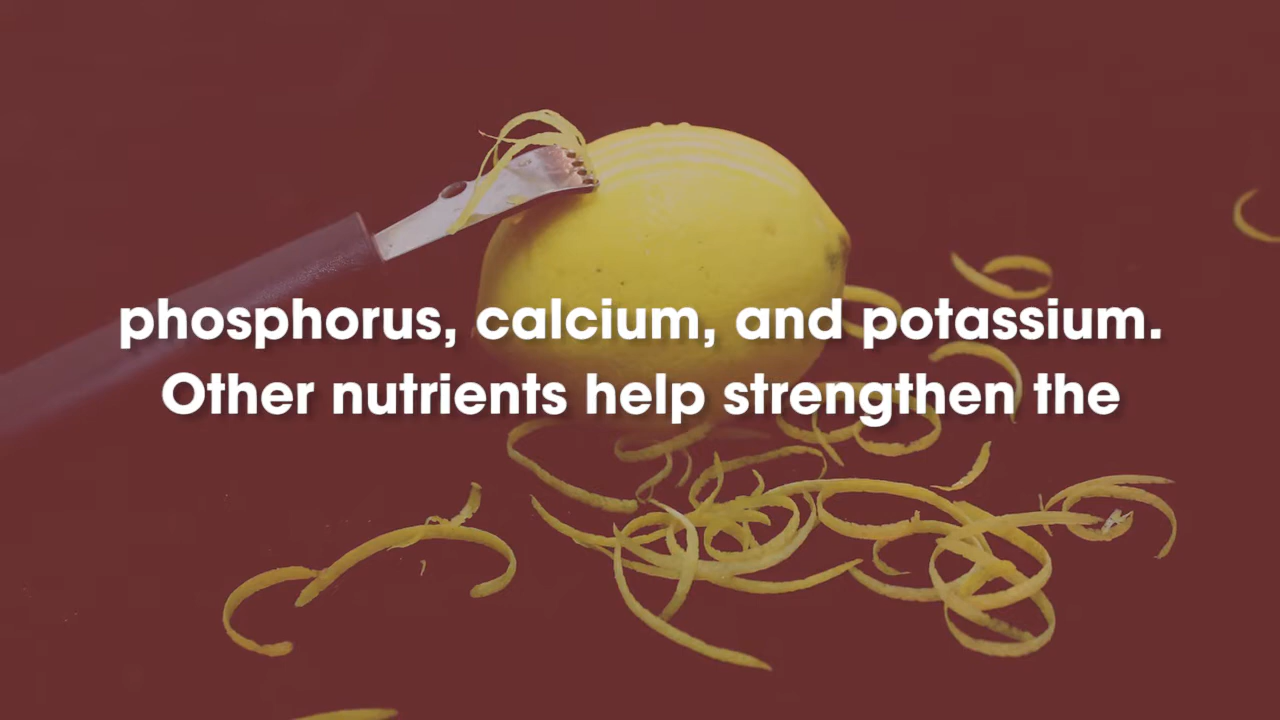 phosphorus, calcium, and potassium.
Other nutrients help strengthen the